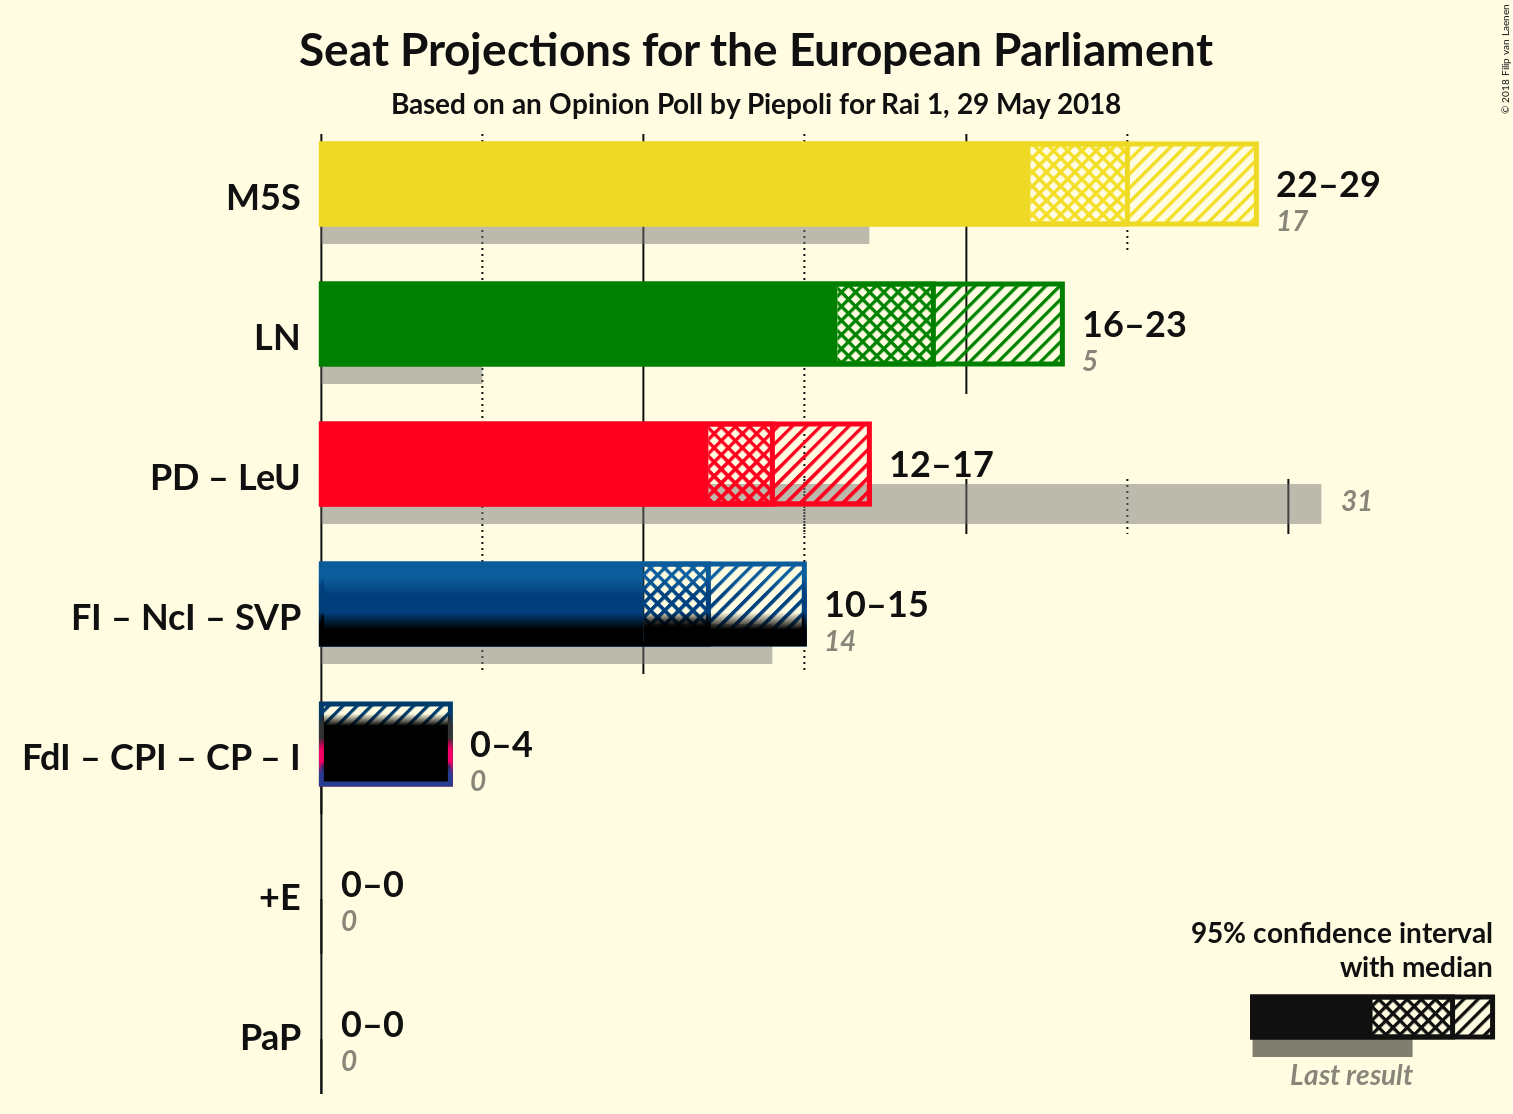 Seat Projections for the European Parliament
Based on an Opinion Poll by Piepoli for Rai 1, 29 May 2018
© 2018 Filip van Laenen
M5S
22–29
17
LN
16–23
5
PD – LeU
12–17
31
FI – NcI – SVP
10–15
14
FdI – CPI – CP – I
0–4
0
+E
0–0
0
PaP
0–0
0
95% confidence interval
with median
Last result